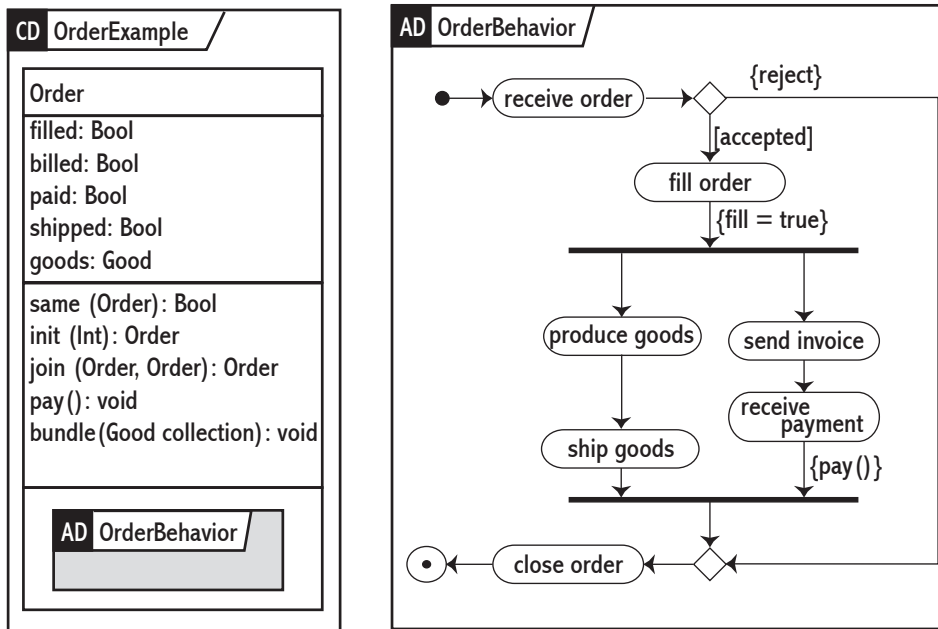 CD OrderExample
Order
filled: Bool
billed: Bool
paid: Bool
shipped: Bool
goods: Good
same (Order): Bool
init (Int): Order
join (Order, Order): Order
pay(): void
bundle(Good collection): void
AD OrderBehavior
AD OrderBehavior
receive order
{reject}
[accepted]
fill order
{fill = true}
produce goods
send invoice
receive
payment
ship goods
{pay()}
close order